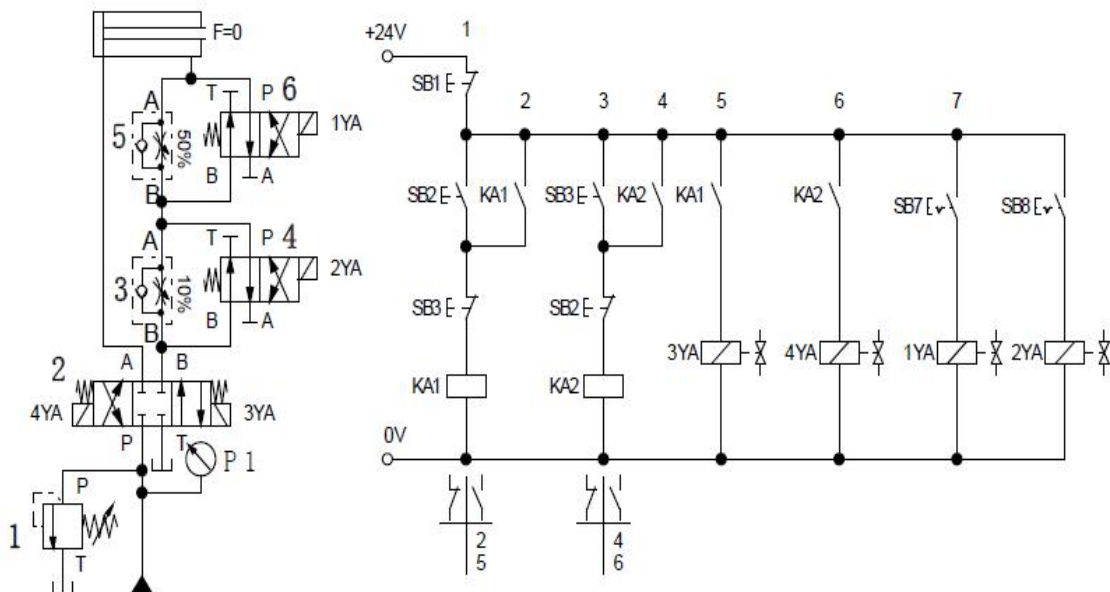 F=0
A
T P 6
5
50%
1YA
B A
B
A
T P 4
3
10%
2YA
B A
B
A B
2
4YA
3YA
P T
P1
P
1
T
+24V
1
SB1
2 3 4 5 6 7
SB2 KA1 SB3 KA2 KA1 KA2 SB7 SB8
SB3 SB2
3YA 4YA 1YA 2YA
KA1 KA2
0V
2 4
5 6